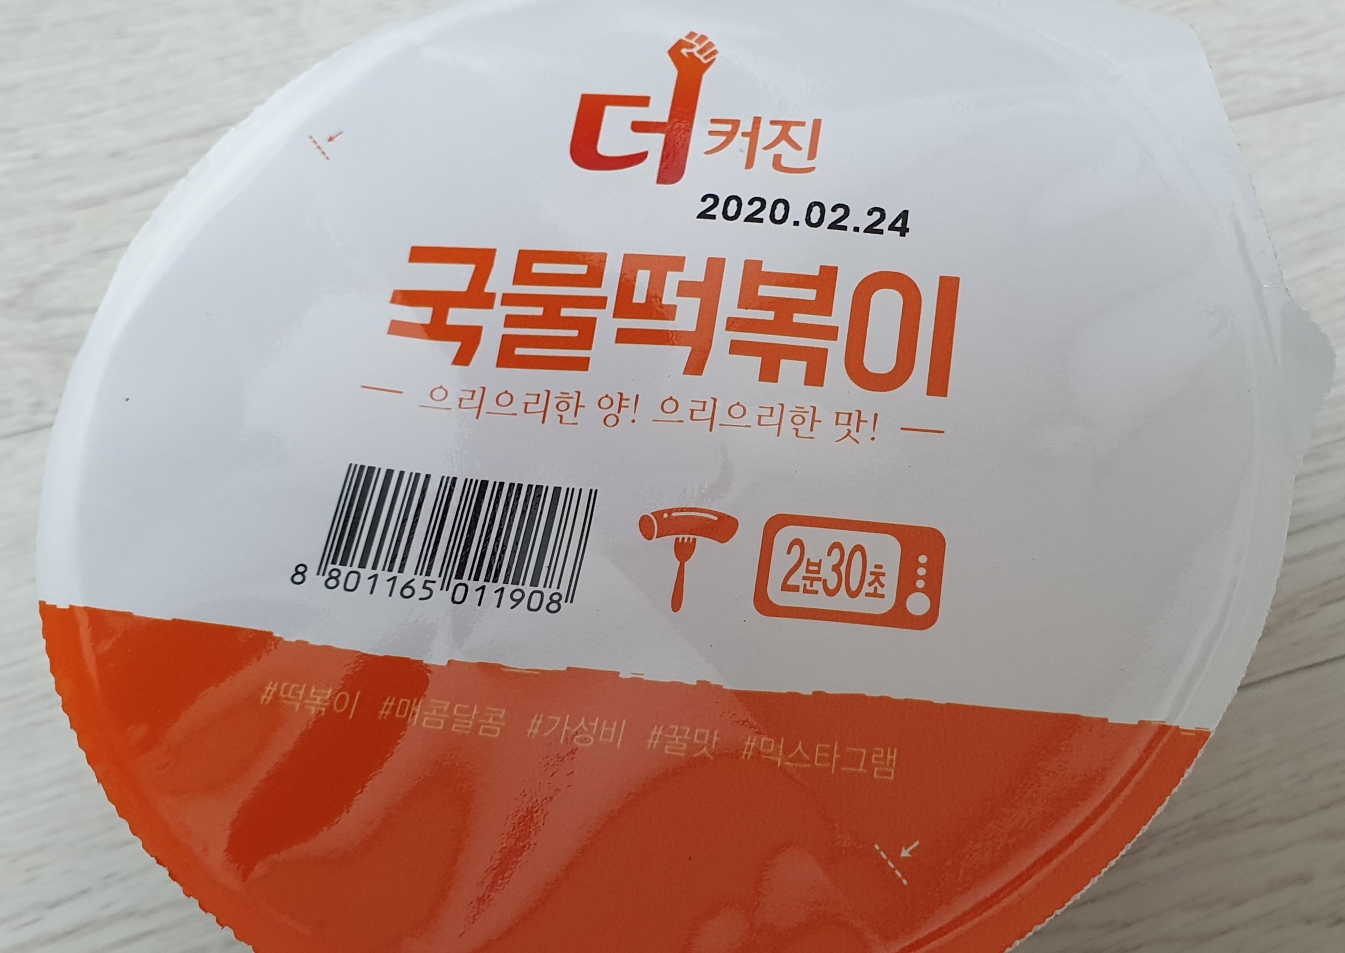 더커진
2020.02.24
국물떡볶이
으리으리한 양! 으리으리한 맛!
8 801165 011908
2분30초
#떡볶이 #매콤달콤 #가성비 #꿀맛 #먹스타그램